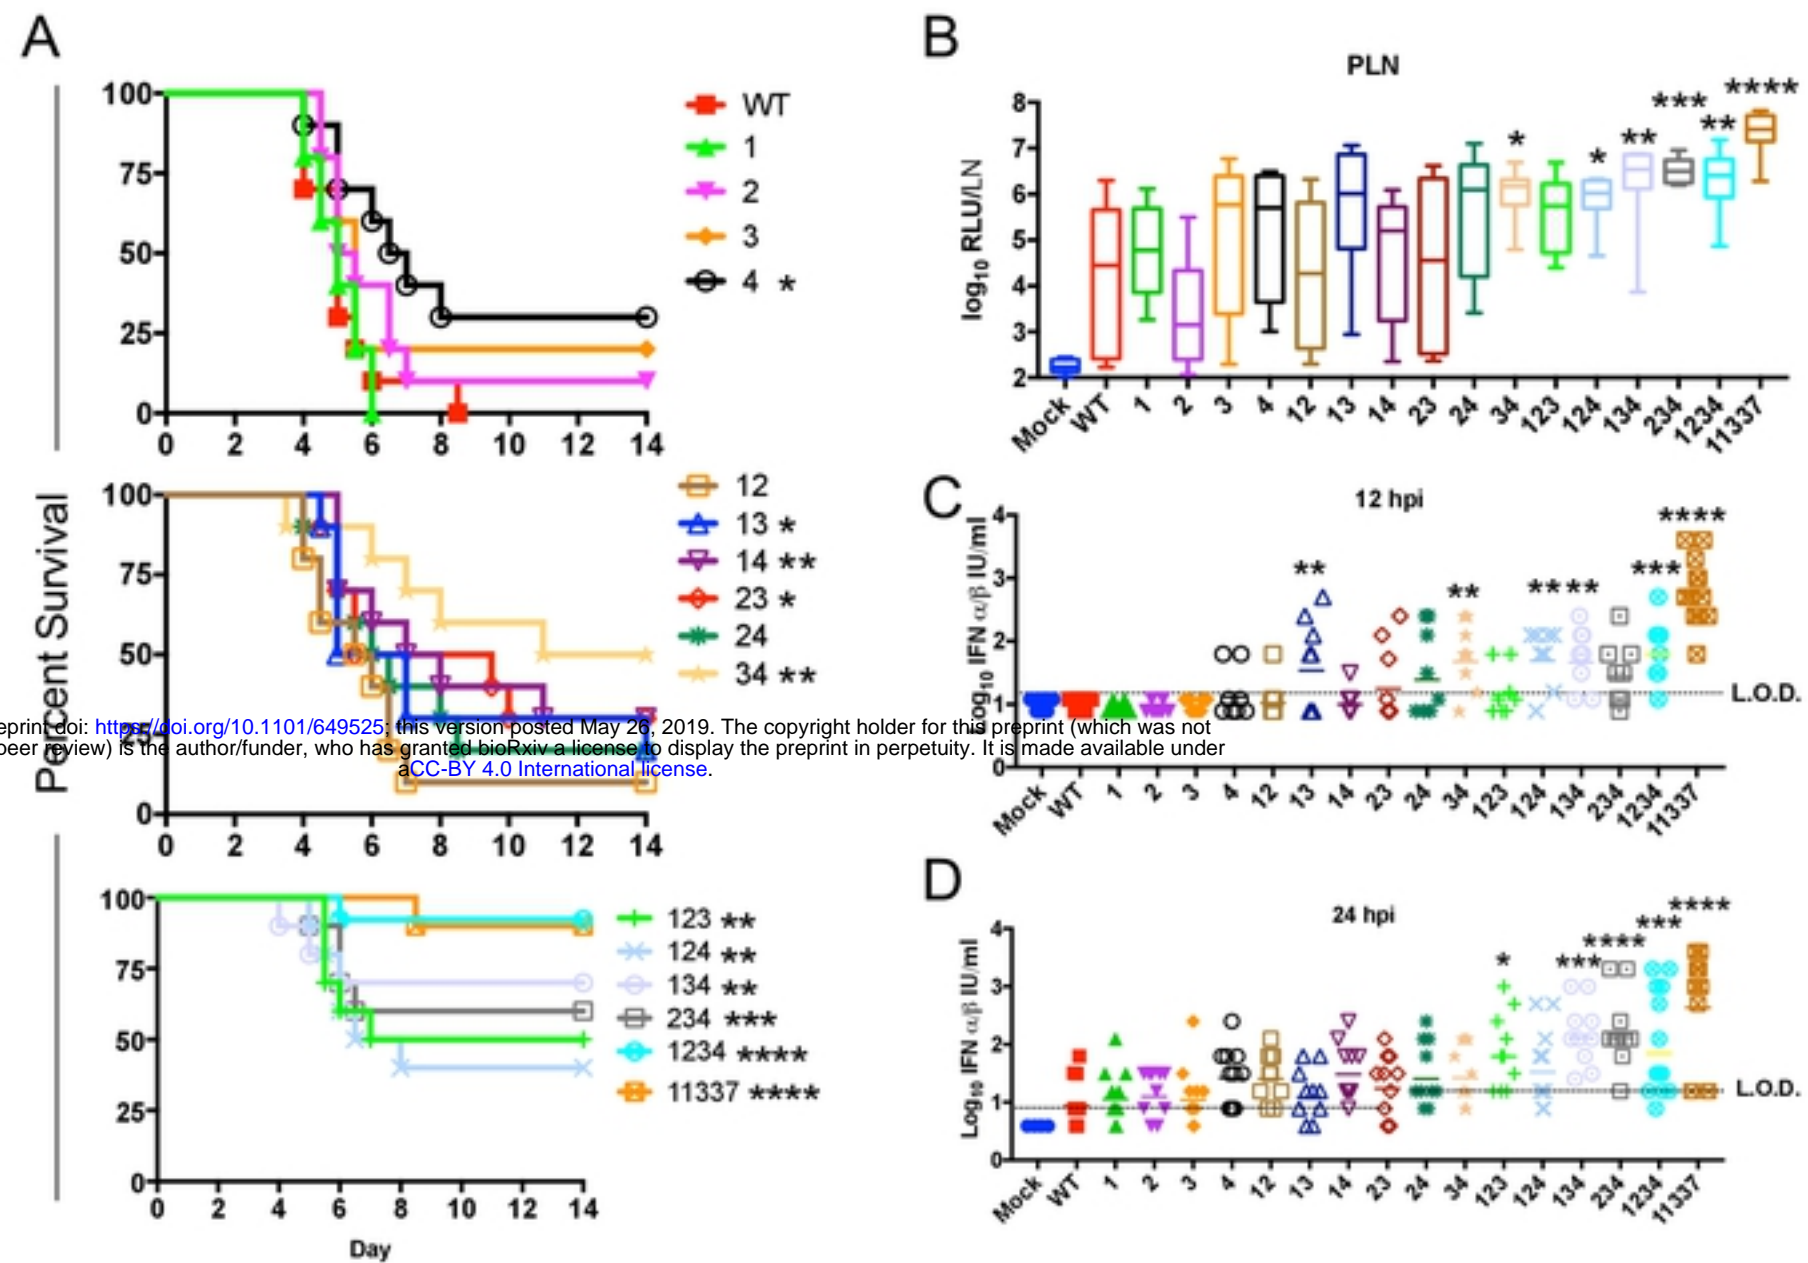 A
Percent Survival
100
75
50
25
0
0 2 4 6 8 10 12 14
WT
1
2
3
4 *
100
75
50
25
0
0 2 4 6 8 10 12 14
12
13 *
14 **
23 *
24
34 **
eprint doi: https://doi.org/10.1101/649525; this version posted May 26, 2019. The copyright holder for this preprint (which was not
peer review) is the author/funder, who has granted bioRxiv a license to display the preprint in perpetuity. It is made available under
aCC-BY 4.0 International license.
100
75
50
25
0
0 2 4 6 8 10 12 14
Day
123 **
124 **
134 **
234 ***
1234 ****
11337 ****
B
PLN
log10 RLU/LN
8
7
6
5
4
3
2
* * ** *** ** ****
Mock WT 1 2 3 4 12 13 14 23 24 34 123 124 134 234 1234 11337
C
12 hpi
Log10 IFN α/β IU/ml
4
3
2
1
0
** ** ** ** *** ****
L.O.D.
Mock WT 1 2 3 4 12 13 14 23 24 34 123 124 134 234 1234 11337
D
24 hpi
Log10 IFN α/β IU/ml
4
3
2
1
0
* *** **** *** ****
L.O.D.
Mock WT 1 2 3 4 12 13 14 23 24 34 123 124 134 234 1234 11337